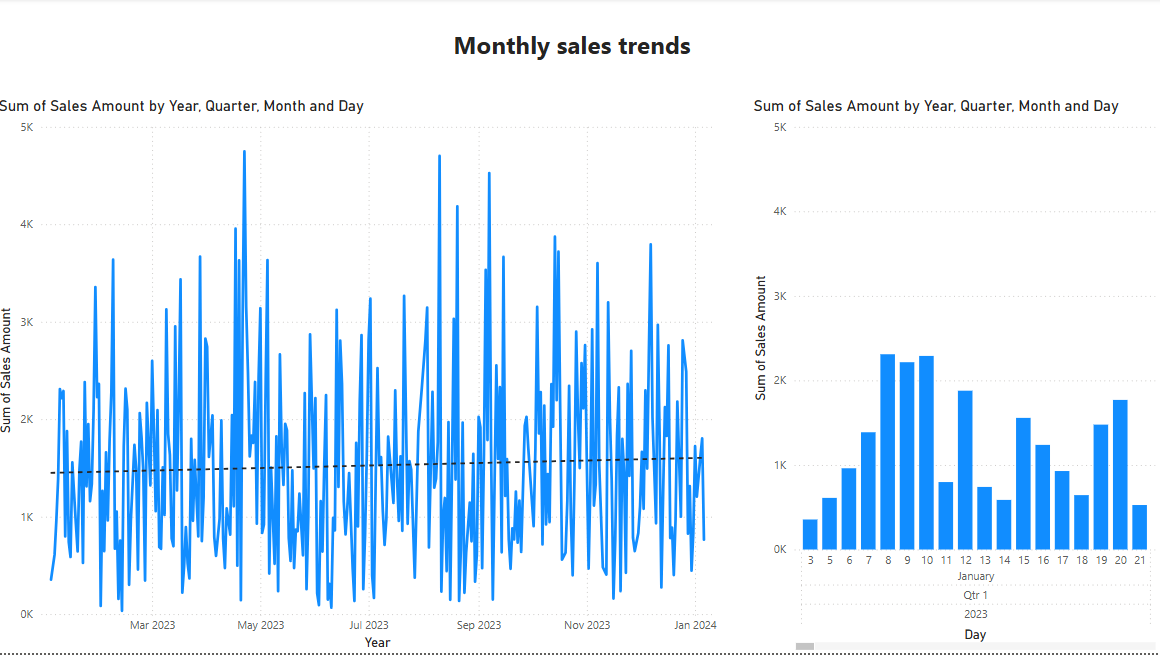 Monthly sales trends
Sum of Sales Amount by Year, Quarter, Month and Day
5K
4K
3K
2K
1K
0K
Sum of Sales Amount
Mar 2023 May 2023 Jul 2023 Sep 2023 Nov 2023 Jan 2024
Year
Sum of Sales Amount by Year, Quarter, Month and Day
5K
4K
3K
2K
1K
0K
Sum of Sales Amount
3 5 6 7 8 9 10 11 12 13 14 15 16 17 18 19 20 21
January
Qtr 1
2023
Day